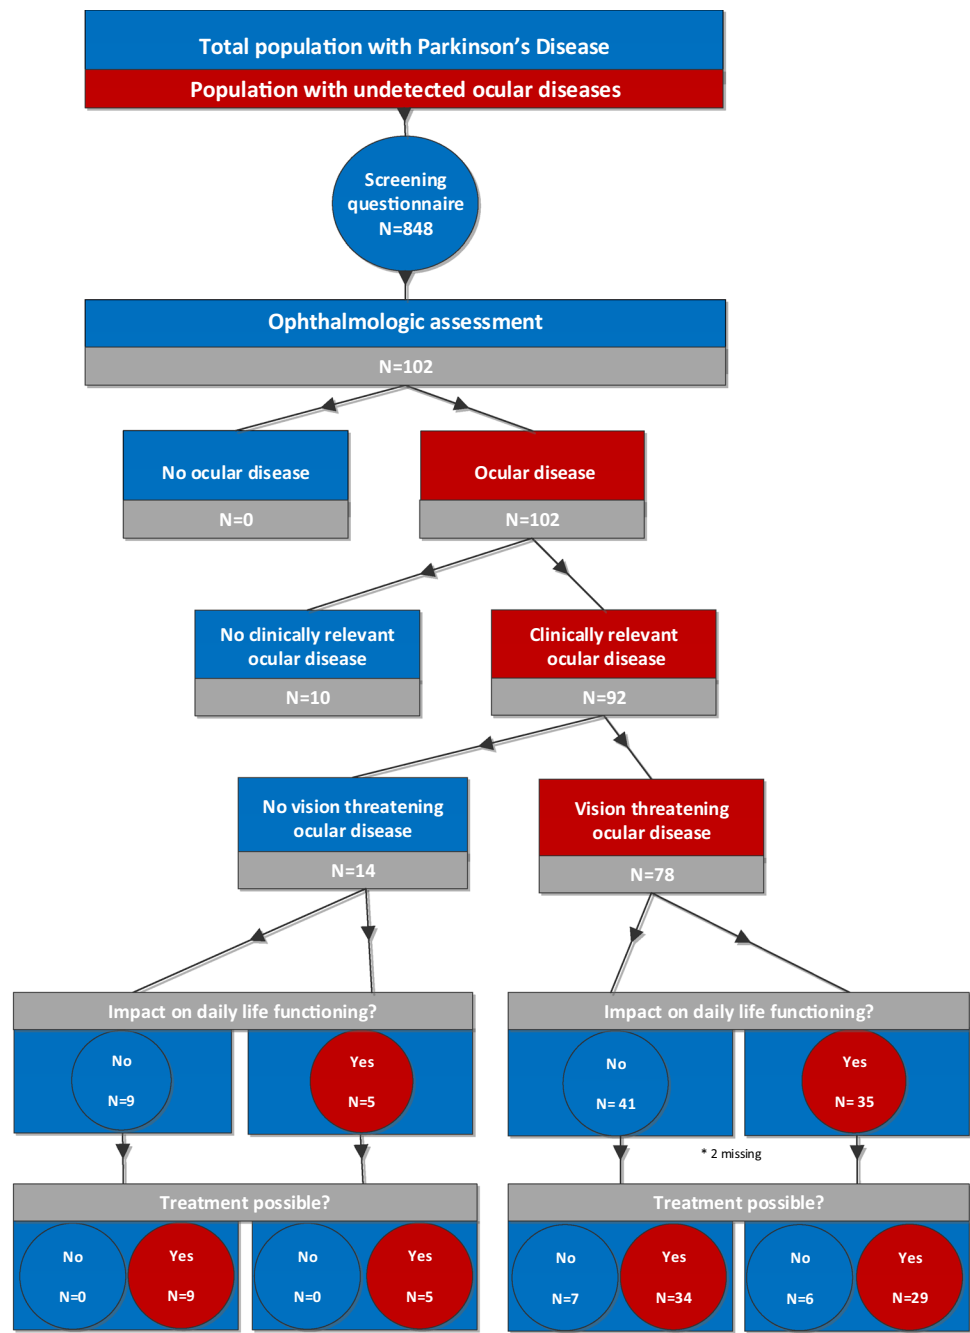 Total population with Parkinson's Disease
Population with undetected ocular diseases
Screening
questionnaire
N=848
Ophthalmologic assessment
N=102
No ocular disease
N=0
Ocular disease
N=102
No clinically relevant
ocular disease
N=10
Clinically relevant
ocular disease
N=92
No vision threatening
ocular disease
N=14
Vision threatening
ocular disease
N=78
Impact on daily life functioning?
No
N=9
Yes
N=5
Impact on daily life functioning?
No
N= 41
Yes
N= 35
* 2 missing
Treatment possible?
No
N=0
Yes
N=9
No
N=0
Yes
N=5
Treatment possible?
No
N=7
Yes
N=34
No
N=6
Yes
N=29